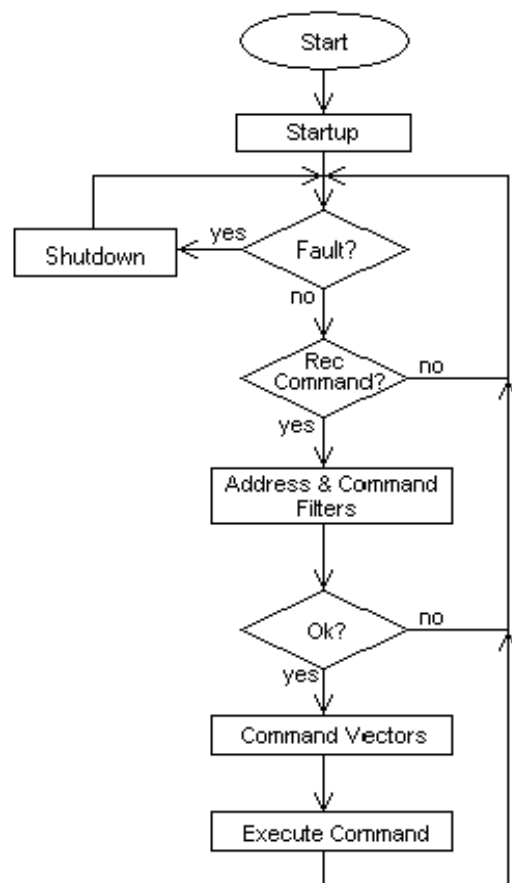 Start
Startup
yes
Fault?
Shutdown
no
Rec
Command?
no
yes
Address & Command
Filters
Ok?
no
yes
Command Vectors
Execute Command